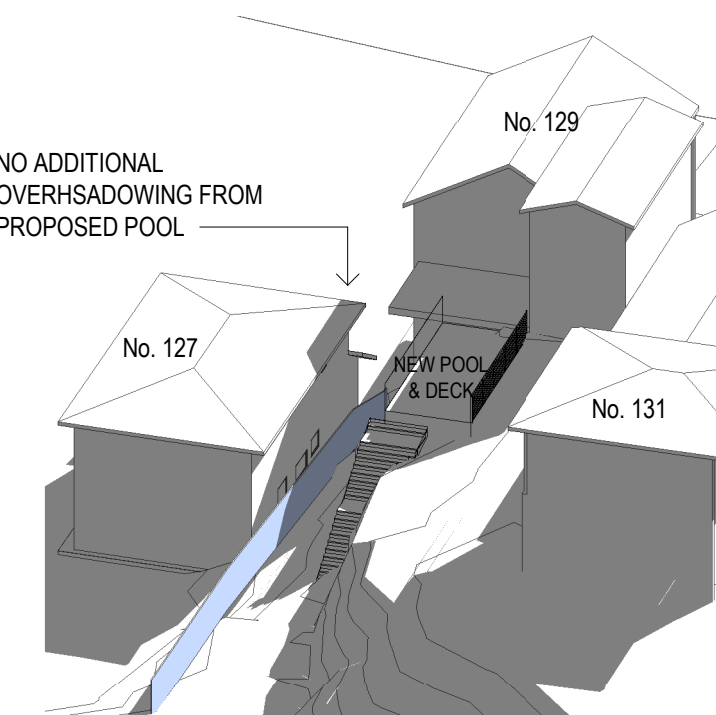 No. 129
NO ADDITIONAL
OVERHSADOWING FROM
PROPOSED POOL
No. 127
NEW POOL
& DECK
No. 131